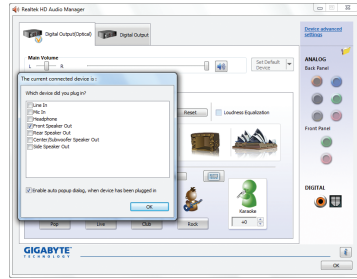 Realtek HD Audio Manager
Digital Output(Optical)
Digital Output
Device advanced settings
Main Volume
L
R
Set Default Device
ANALOG
Back Panel
The current connected device is :
Which device did you plug in?
Line In
Mic In
Headphone
Front Speaker Out
Rear Speaker Out
Center/Subwoofer Speaker Out
Side Speaker Out
Enable auto popup dialog, when device has been plugged in
OK
Reset
Loudness Equalization
Front Panel
DIGITAL
Karaoke
Pop
Live
Club
Rock
+0
GIGABYTE
TECHNOLOGY
OK